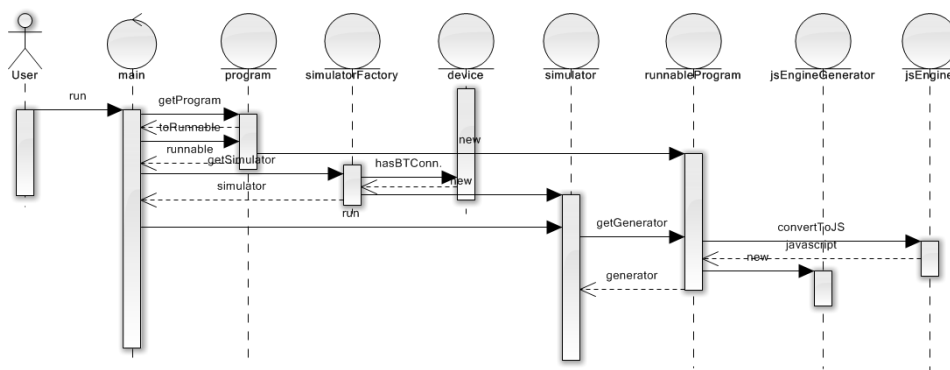 User
main
program
simulatorFactory
device
simulator
runnableProgram
jsEngineGenerator
jsEngine
run
getProgram
toRunnable
new
runnable
getSimulator
hasBTConn.
simulator
new
run
getGenerator
convertToJS
javascript
new
generator